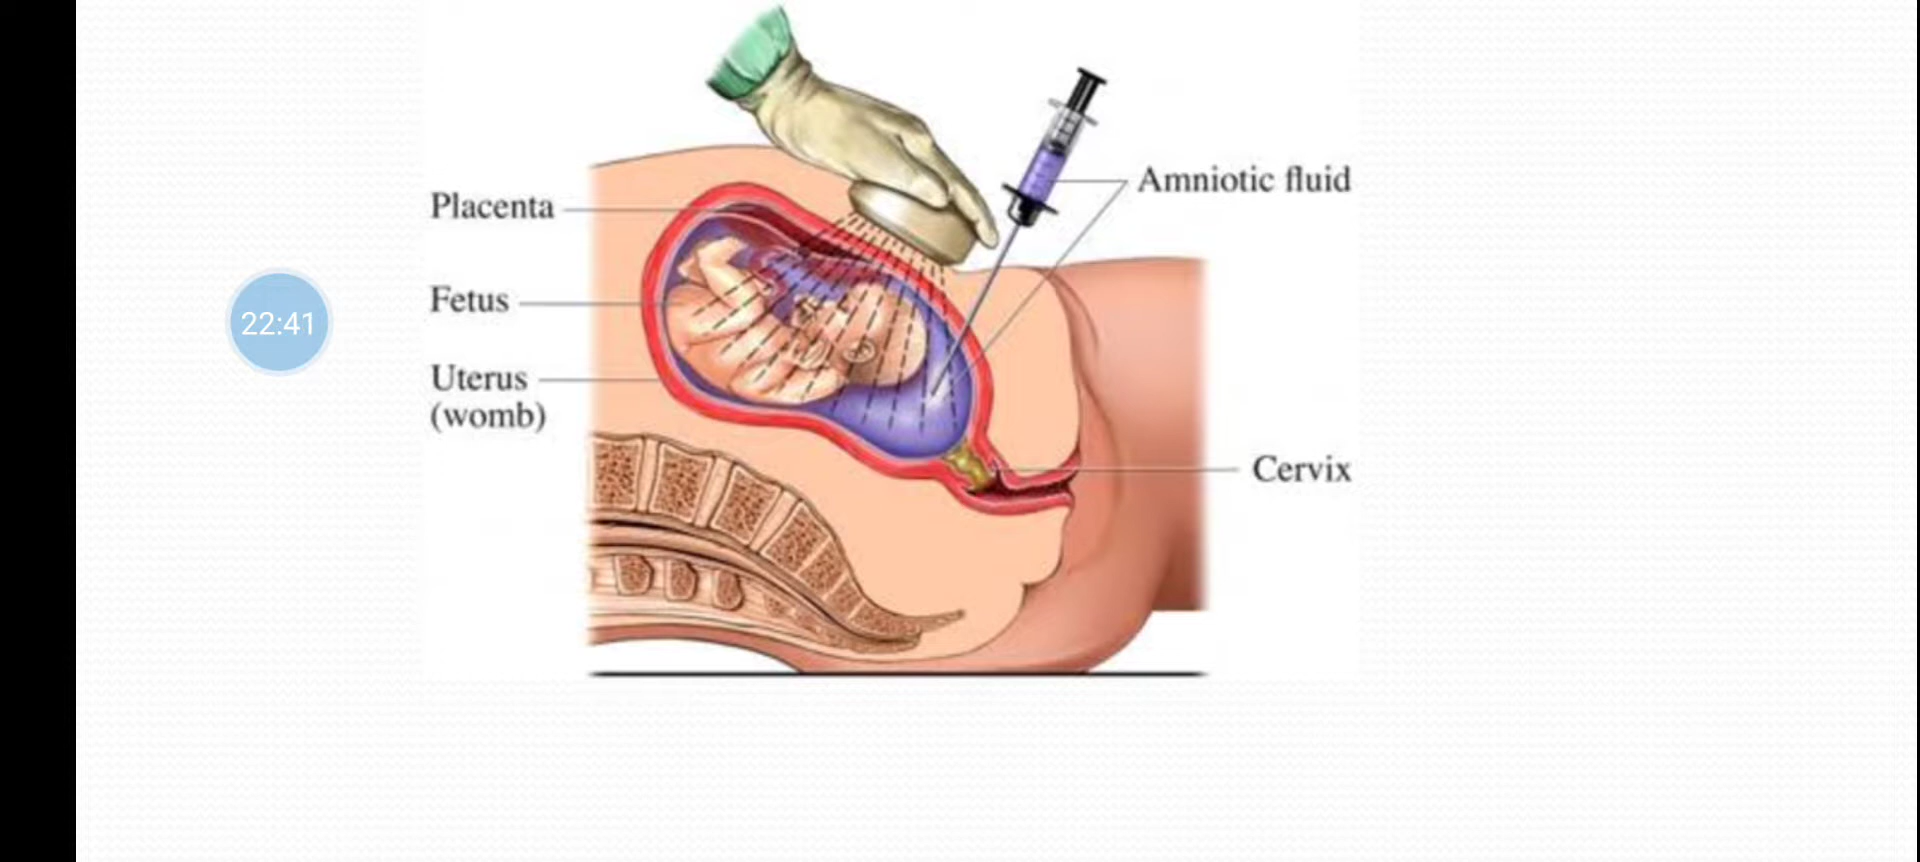 Placenta
Amniotic fluid
Fetus
22:41
Uterus
(womb)
Cervix